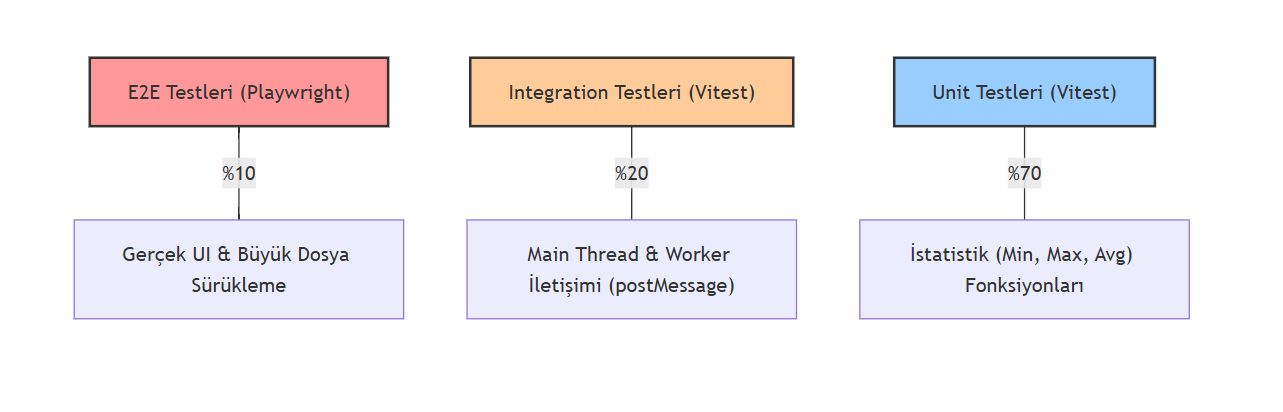 E2E Testleri (Playwright)
Integration Testleri (Vitest)
Unit Testleri (Vitest)
%10
%20
%70
Gerçek UI & Büyük Dosya
Sürükleme
Main Thread & Worker
İletişimi (postMessage)
İstatistik (Min, Max, Avg)
Fonksiyonları